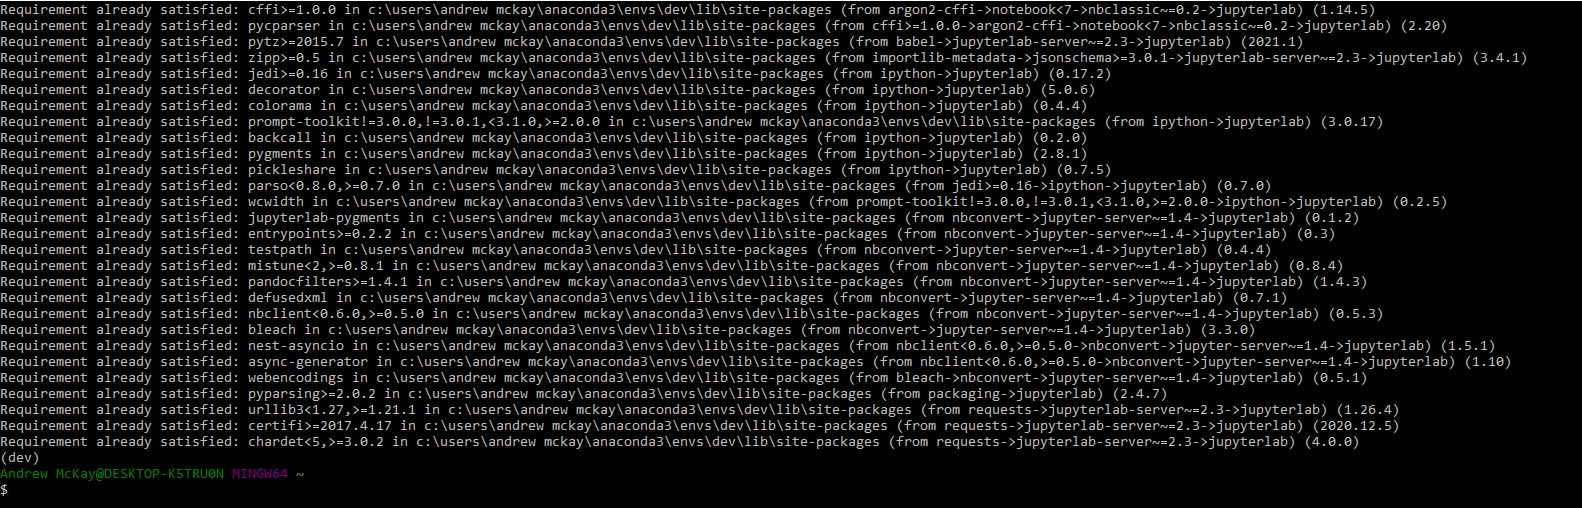 Requirement already satisfied: cffi>=1.0.0 in c:\users\andrew mckay\anaconda3\envs\dev\lib\site-packages (from argon2-cffi->notebook<7->nbclassic~=0.2->jupyterlab) (1.14.5)
Requirement already satisfied: pycparser in c:\users\andrew mckay\anaconda3\envs\dev\lib\site-packages (from cffi>=1.0.0->argon2-cffi->notebook<7->nbclassic~=0.2->jupyterlab) (2.20)
Requirement already satisfied: pytz>=2015.7 in c:\users\andrew mckay\anaconda3\envs\dev\lib\site-packages (from babel->jupyterlab-server~=2.3->jupyterlab) (2021.1)
Requirement already satisfied: zipp>=0.5 in c:\users\andrew mckay\anaconda3\envs\dev\lib\site-packages (from importlib-metadata->jsonschema>=3.0.1->jupyterlab-server~=2.3->jupyterlab) (3.4.1)
Requirement already satisfied: jedi>=0.16 in c:\users\andrew mckay\anaconda3\envs\dev\lib\site-packages (from ipython->jupyterlab) (0.17.2)
Requirement already satisfied: decorator in c:\users\andrew mckay\anaconda3\envs\dev\lib\site-packages (from ipython->jupyterlab) (5.0.6)
Requirement already satisfied: colorama in c:\users\andrew mckay\anaconda3\envs\dev\lib\site-packages (from ipython->jupyterlab) (0.4.4)
Requirement already satisfied: prompt-toolkit!=3.0.0,!=3.0.1,<3.1.0,>=2.0.0 in c:\users\andrew mckay\anaconda3\envs\dev\lib\site-packages (from ipython->jupyterlab) (3.0.17)
Requirement already satisfied: backcall in c:\users\andrew mckay\anaconda3\envs\dev\lib\site-packages (from ipython->jupyterlab) (0.2.0)
Requirement already satisfied: pygments in c:\users\andrew mckay\anaconda3\envs\dev\lib\site-packages (from ipython->jupyterlab) (2.8.1)
Requirement already satisfied: pickleshare in c:\users\andrew mckay\anaconda3\envs\dev\lib\site-packages (from ipython->jupyterlab) (0.7.5)
Requirement already satisfied: parso<0.8.0,>=0.7.0 in c:\users\andrew mckay\anaconda3\envs\dev\lib\site-packages (from jedi>=0.16->ipython->jupyterlab) (0.7.0)
Requirement already satisfied: wcwidth in c:\users\andrew mckay\anaconda3\envs\dev\lib\site-packages (from prompt-toolkit!=3.0.0,!=3.0.1,<3.1.0,>=2.0.0->ipython->jupyterlab) (0.2.5)
Requirement already satisfied: jupyterlab-pygments in c:\users\andrew mckay\anaconda3\envs\dev\lib\site-packages (from nbconvert->jupyter-server~=1.4->jupyterlab) (0.1.2)
Requirement already satisfied: entrypoints>=0.2.2 in c:\users\andrew mckay\anaconda3\envs\dev\lib\site-packages (from nbconvert->jupyter-server~=1.4->jupyterlab) (0.3)
Requirement already satisfied: testpath in c:\users\andrew mckay\anaconda3\envs\dev\lib\site-packages (from nbconvert->jupyter-server~=1.4->jupyterlab) (0.4.4)
Requirement already satisfied: mistune<2,>=0.8.1 in c:\users\andrew mckay\anaconda3\envs\dev\lib\site-packages (from nbconvert->jupyter-server~=1.4->jupyterlab) (0.8.4)
Requirement already satisfied: pandocfilters>=1.4.1 in c:\users\andrew mckay\anaconda3\envs\dev\lib\site-packages (from nbconvert->jupyter-server~=1.4->jupyterlab) (1.4.3)
Requirement already satisfied: defusedxml in c:\users\andrew mckay\anaconda3\envs\dev\lib\site-packages (from nbconvert->jupyter-server~=1.4->jupyterlab) (0.7.1)
Requirement already satisfied: nbclient<0.6.0,>=0.5.0 in c:\users\andrew mckay\anaconda3\envs\dev\lib\site-packages (from nbconvert->jupyter-server~=1.4->jupyterlab) (0.5.3)
Requirement already satisfied: bleach in c:\users\andrew mckay\anaconda3\envs\dev\lib\site-packages (from nbconvert->jupyter-server~=1.4->jupyterlab) (3.3.0)
Requirement already satisfied: nest-asyncio in c:\users\andrew mckay\anaconda3\envs\dev\lib\site-packages (from nbclient<0.6.0,>=0.5.0->nbconvert->jupyter-server~=1.4->jupyterlab) (1.5.1)
Requirement already satisfied: async-generator in c:\users\andrew mckay\anaconda3\envs\dev\lib\site-packages (from nbclient<0.6.0,>=0.5.0->nbconvert->jupyter-server~=1.4->jupyterlab) (1.10)
Requirement already satisfied: webencodings in c:\users\andrew mckay\anaconda3\envs\dev\lib\site-packages (from bleach->nbconvert->jupyter-server~=1.4->jupyterlab) (0.5.1)
Requirement already satisfied: pyparsing>=2.0.2 in c:\users\andrew mckay\anaconda3\envs\dev\lib\site-packages (from packaging->jupyterlab) (2.4.7)
Requirement already satisfied: urllib3<1.27,>=1.21.1 in c:\users\andrew mckay\anaconda3\envs\dev\lib\site-packages (from requests->jupyterlab-server~=2.3->jupyterlab) (1.26.4)
Requirement already satisfied: certifi>=2017.4.17 in c:\users\andrew mckay\anaconda3\envs\dev\lib\site-packages (from requests->jupyterlab-server~=2.3->jupyterlab) (2020.12.5)
Requirement already satisfied: chardet<5,>=3.0.2 in c:\users\andrew mckay\anaconda3\envs\dev\lib\site-packages (from requests->jupyterlab-server~=2.3->jupyterlab) (4.0.0)
(dev)
Andrew McKay@DESKTOP-K5TRU0N MINGW64 ~
$